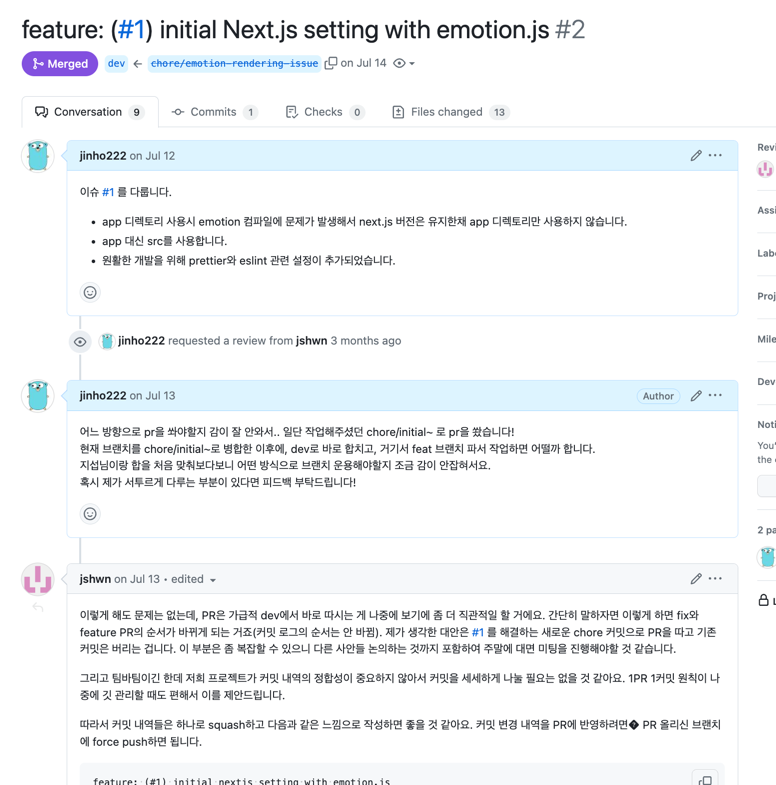 feature: (#1) initial Next.js setting with emotion.js #2
Merged dev ← chore/emotion-rendering-issue on Jul 14
Conversation 9 Commits 1 Checks 0 Files changed 13
jinho222 on Jul 12
이슈 #1 를 다룹니다.
• app 디렉토리 사용시 emotion 컴파일에 문제가 발생해서 next.js 버전은 유지한채 app 디렉토리만 사용하지 않습니다.
• app 대신 src를 사용합니다.
• 원활한 개발을 위해 prettier와 eslint 관련 설정이 추가되었습니다.
jinho222 requested a review from jshwn 3 months ago
jinho222 on Jul 13 Author
어느 방향으로 pr을 쏴야할지 감이 잘 안와서.. 일단 작업해주셨던 chore/initial~ 로 pr을 쐈습니다!
현재 브랜치를 chore/initial~로 병합한 이후에, dev로 바로 합치고, 거기서 feat 브랜치 파서 작업하면 어떨까 합니다.
지섭님이랑 합을 처음 맞춰보다보니 어떤 방식으로 브랜치 운용해야할지 조금 감이 안잡혀서요.
혹시 제가 서투르게 다루는 부분이 있다면 피드백 부탁드립니다!
jshwn on Jul 13 • edited
이렇게 해도 문제는 없는데, PR은 가급적 dev에서 바로 따시는 게 나중에 보기에 좀 더 직관적일 할 거에요. 간단히 말하자면 이렇게 하면 fix와
feature PR의 순서가 바뀌게 되는 거죠(커밋 로그의 순서는 안 바뀜). 제가 생각한 대안은 #1 를 해결하는 새로운 chore 커밋으로 PR을 따고 기존
커밋은 버리는 겁니다. 이 부분은 좀 복잡할 수 있으니 다른 사안들 논의하는 것까지 포함하여 주말에 대면 미팅을 진행해야할 것 같습니다.
그리고 팀바팀이긴 한데 저희 프로젝트가 커밋 내역의 정합성이 중요하지 않아서 커밋을 세세하게 나눌 필요는 없을 것 같아요. 1PR 1커밋 원칙이 나
중에 깃 관리할 때도 편해서 이를 제안드립니다.
따라서 커밋 내역들은 하나로 squash하고 다음과 같은 느낌으로 작성하면 좋을 것 같아요. 커밋 변경 내역을 PR에 반영하려면� PR 올리신 브랜치
에 force push하면 됩니다.
feature: (#1) initial nextjs setting with emotion.js
Revi
Assi
Labe
Proj
Mile
Dev
Noti
You'
the
2 pa